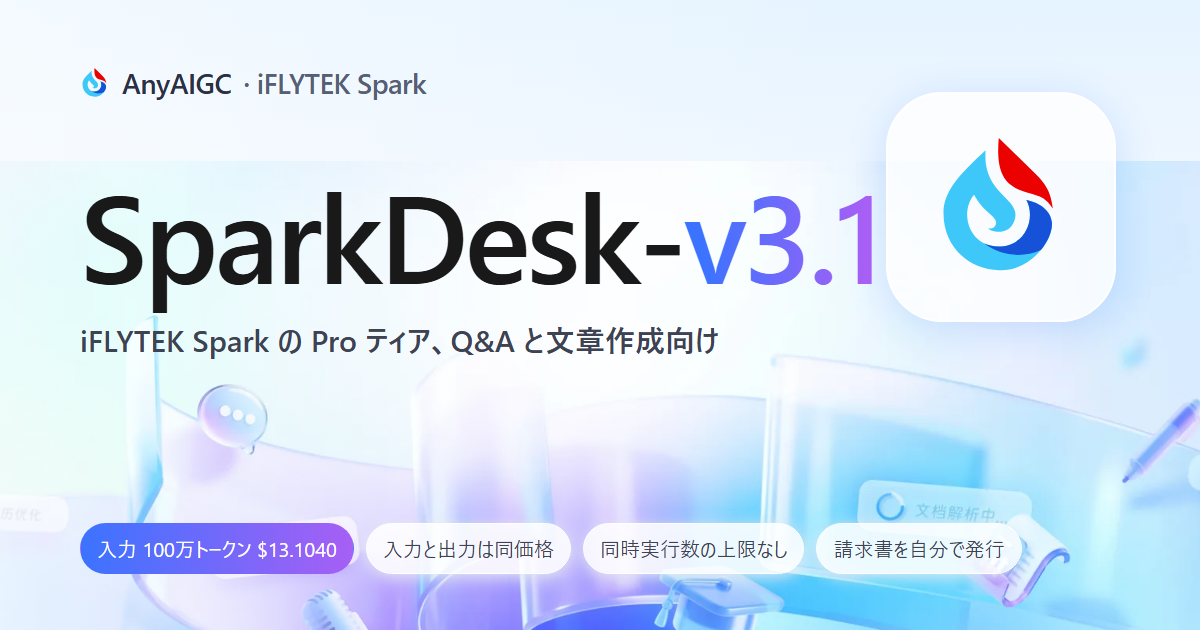 AnyAIGC · iFLYTEK Spark
SparkDesk-v3.1
iFLYTEK Spark の Pro ティア、Q&A と文章作成向け
历优化
文档解析中...
入力 100万トークン $13.1040
入力と出力は同価格
同時実行数の上限なし
請求書を自分で発行